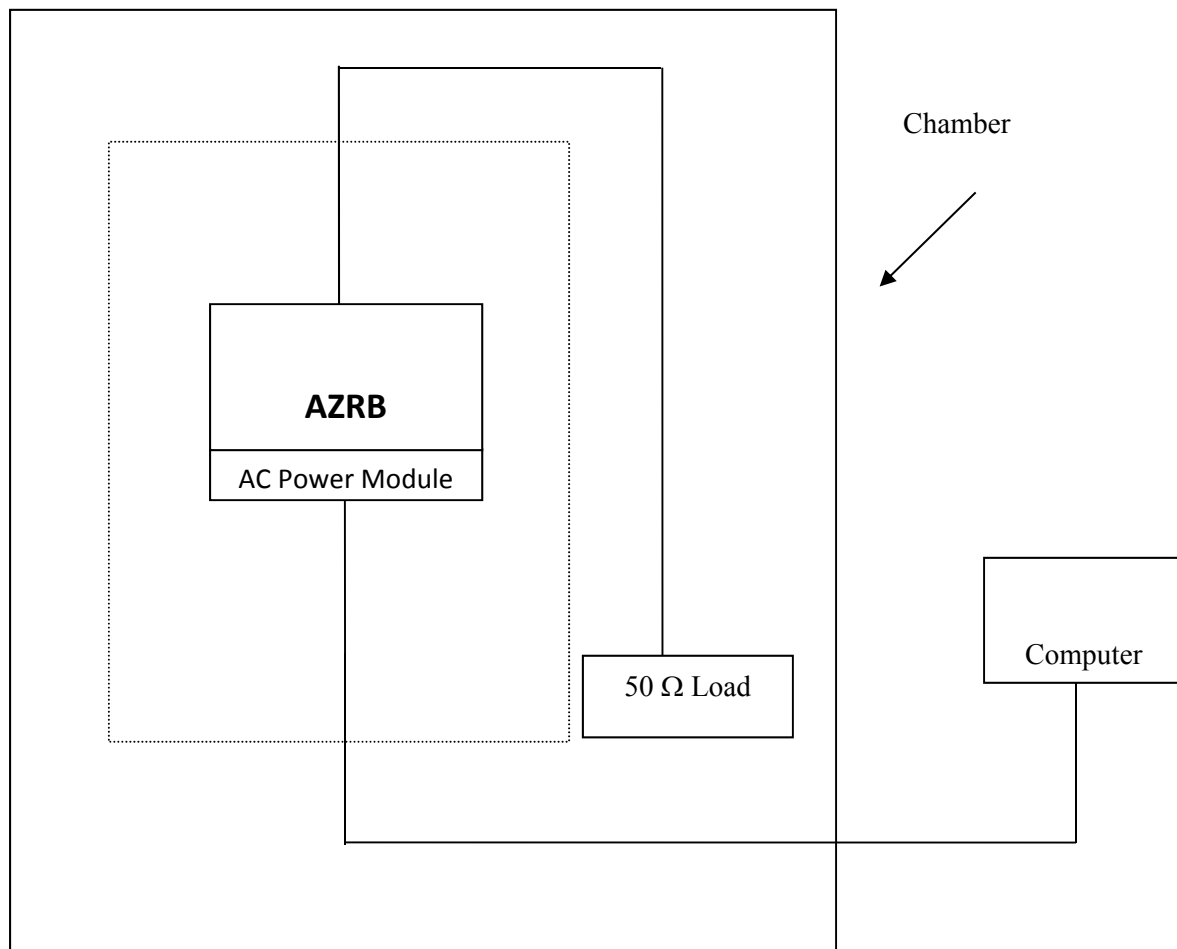 Chamber
AZRB
AC Power Module
50 Ω Load
Computer